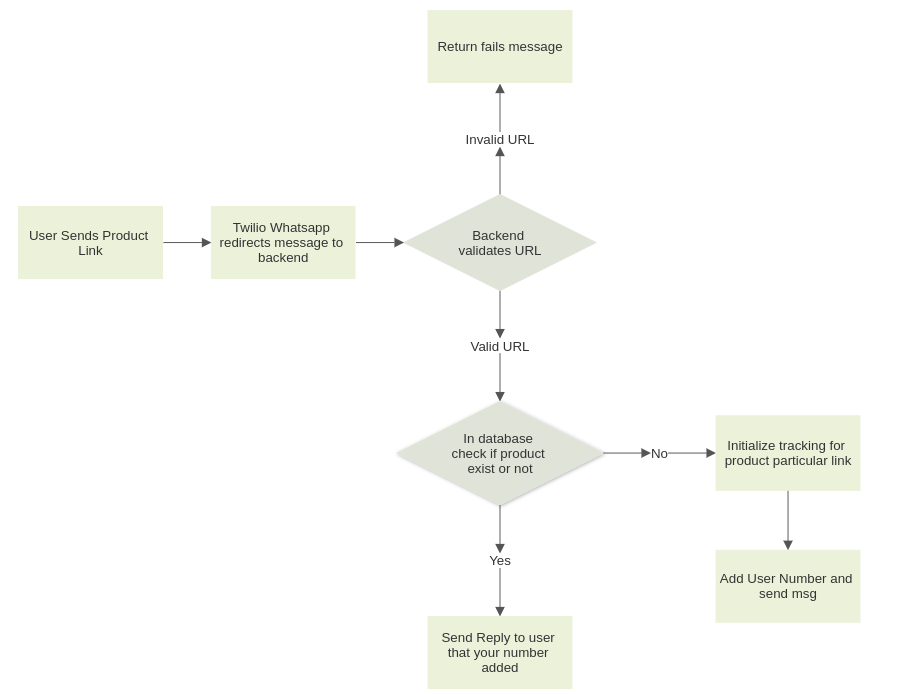 Return fails message
Invalid URL
User Sends Product
Link
Twilio Whatsapp
redirects message to
backend
Backend
validates URL
Valid URL
In database
check if product
exist or not
No
Initialize tracking for
product particular link
Yes
Add User Number and
send msg
Send Reply to user
that your number
added